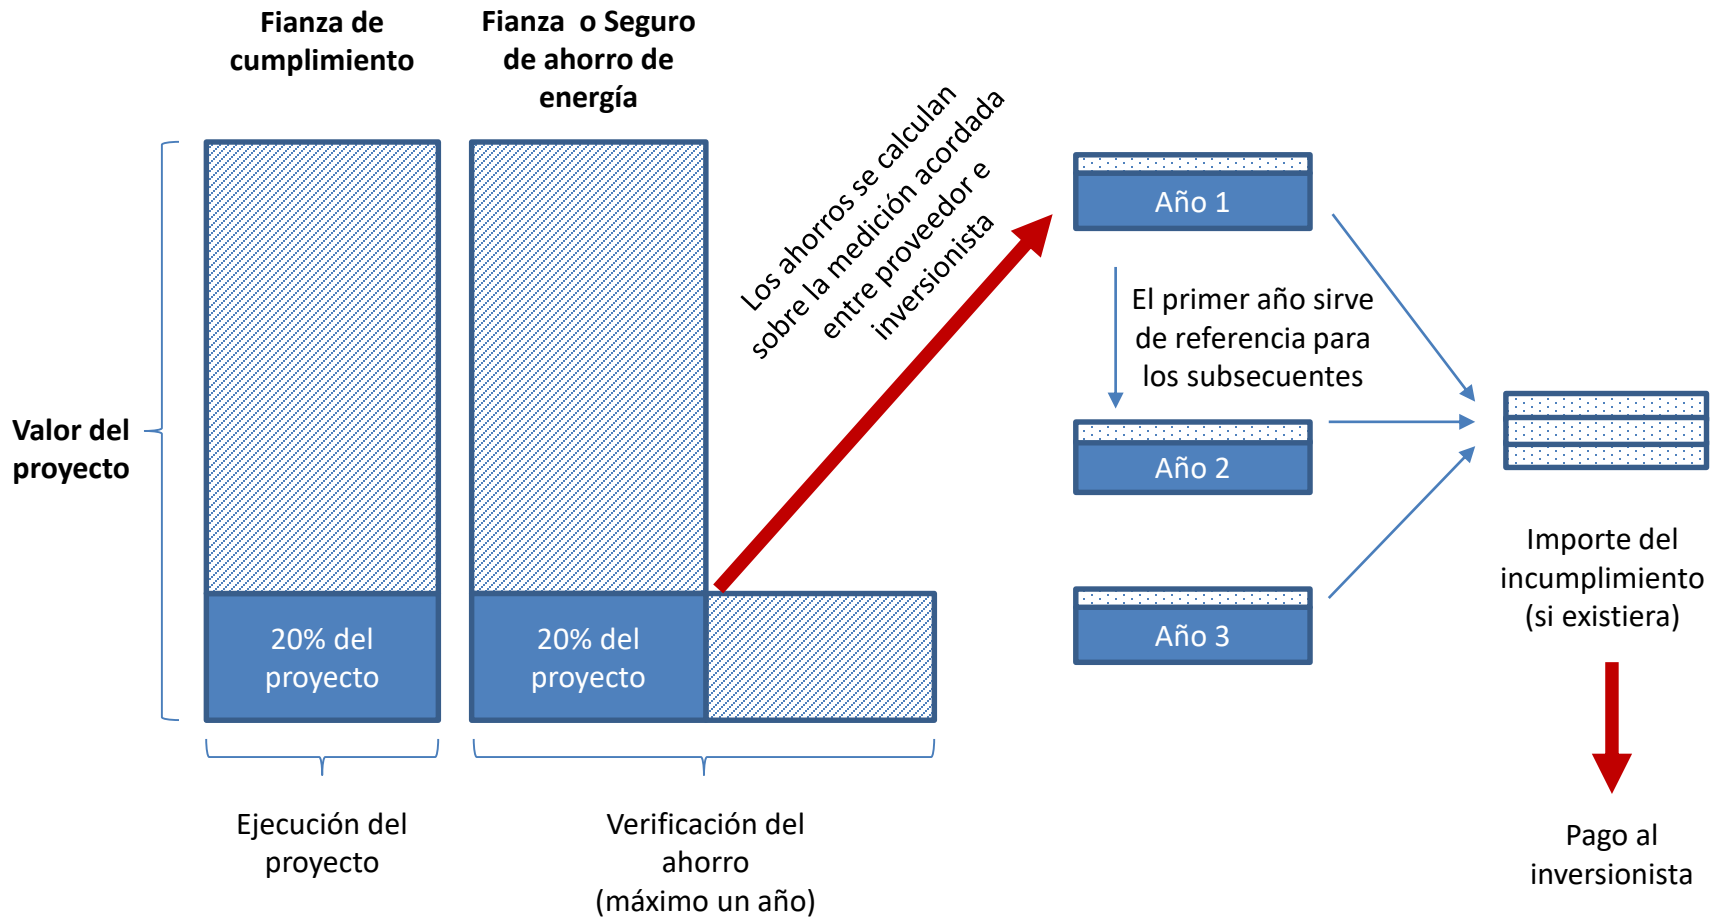 Fianza de
cumplimiento
Fianza o Seguro
de ahorro de
energía
Valor del
proyecto
20% del
proyecto
20% del
proyecto
Ejecución del
proyecto
Verificación del
ahorro
(máximo un año)
Los ahorros se calculan
sobre la medición acordada
entre proveedor e
inversionista
Año 1
El primer año sirve
de referencia para
los subsecuentes
Año 2
Año 3
Importe del
incumplimiento
(si existiera)
Pago al
inversionista